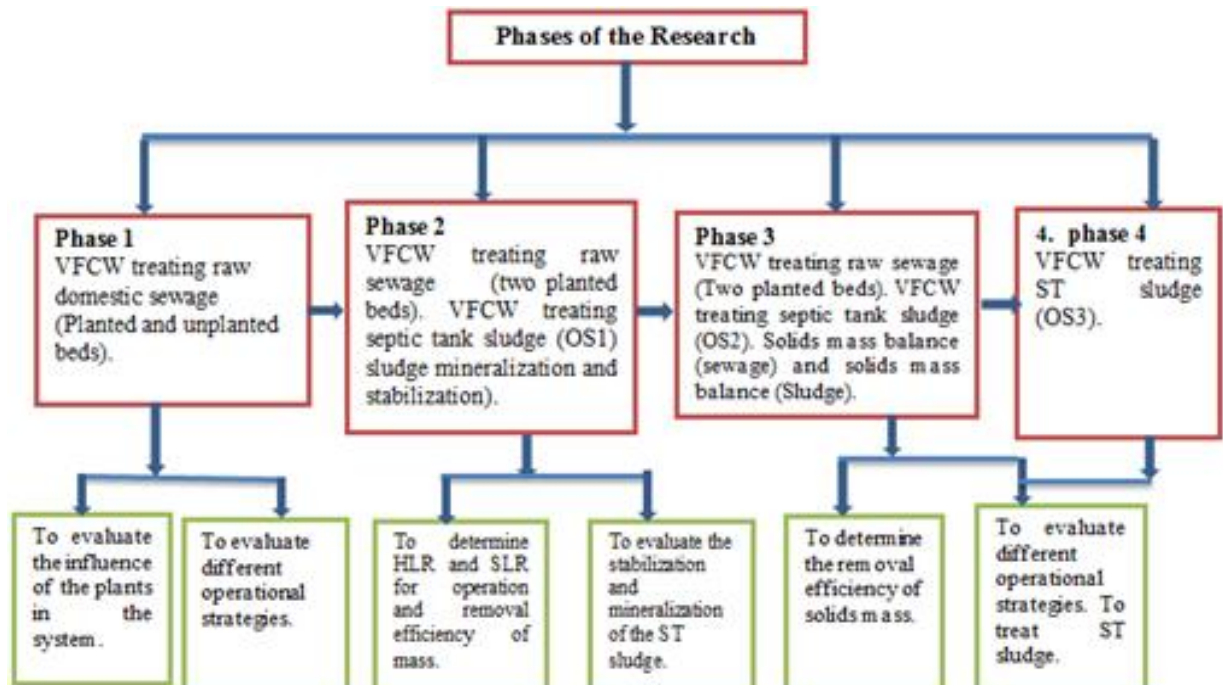 Phases of the Research
Phase 1
VFCW treating raw
domestic sewage
(Planted and unplanted
beds).
Phase 2
VFCW treating raw
sewage (two planted
beds). VFCW treating
septic tank sludge (OS1)
sludge mineralization and
stabilization).
Phase 3
VFCW treating raw sewage
(Two planted beds). VFCW
treating septic tank sludge
(OS2). Solids mass balance
(sewage) and solids mass
balance (Sludge).
4. phase 4
VFCW treating
ST sludge
(OS3).
To evaluate
the influence
of the plants
in the
system.
To evaluate
different
operational
strategies.
To determine
HLR and SLR
for operation
and removal
efficiency of
mass.
To evaluate the
stabilization
and
mineralization
of the ST
sludge.
To determine
the removal
efficiency of
solids mass.
To evaluate
different
operational
strategies. To
treat ST
sludge.